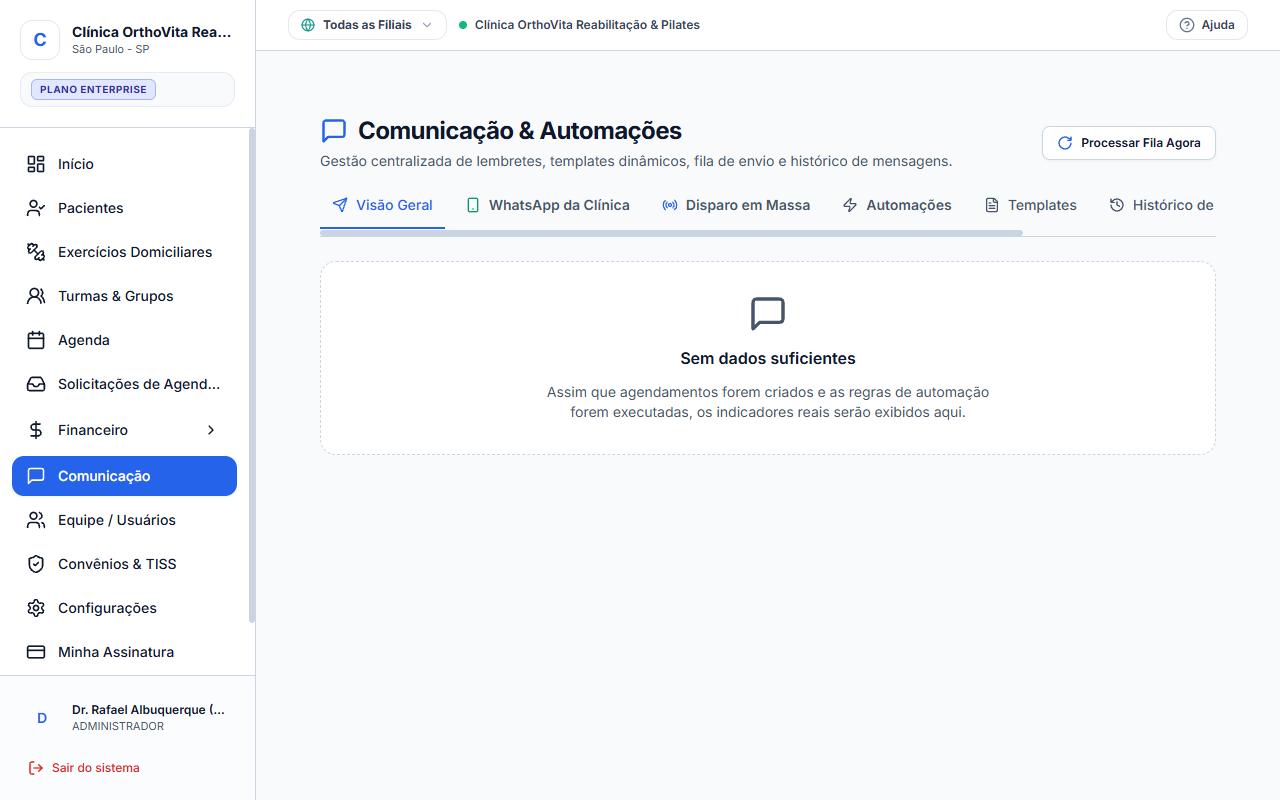 C
Clínica OrthoVita Rea...
São Paulo - SP
PLANO ENTERPRISE
Início
Pacientes
Exercícios Domiciliares
Turmas & Grupos
Agenda
Solicitações de Agend...
Financeiro
Comunicação
Equipe / Usuários
Convênios & TISS
Configurações
Minha Assinatura
D
Dr. Rafael Albuquerque (...
ADMINISTRADOR
Sair do sistema
Todas as Filiais
Clínica OrthoVita Reabilitação & Pilates
Ajuda
Comunicação & Automações
Gestão centralizada de lembretes, templates dinâmicos, fila de envio e histórico de mensagens.
Processar Fila Agora
Visão Geral
WhatsApp da Clínica
Disparo em Massa
Automações
Templates
Histórico de
Sem dados suficientes
Assim que agendamentos forem criados e as regras de automação
forem executadas, os indicadores reais serão exibidos aqui.